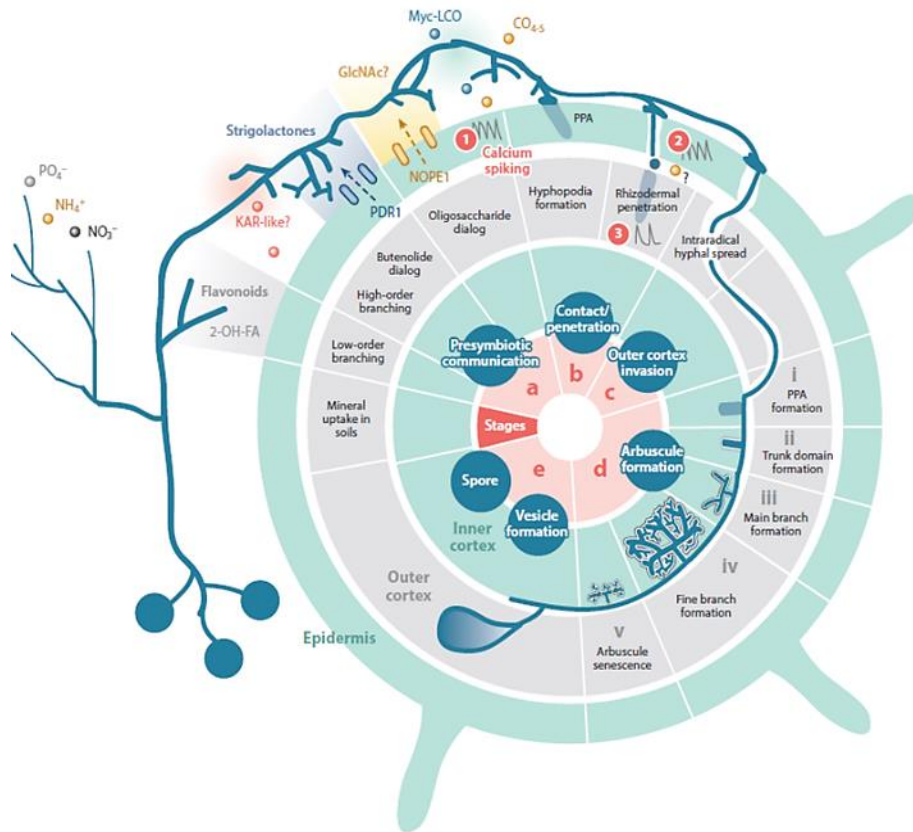 Myc-LCO
CO₄₋₅
GlcNAc?
Strigolactones
NOPE1
PDR1
KAR-like?
PO₄⁻
NH₄⁺
NO₃⁻
Flavonoids
2-OH-FA
1
Calcium
spiking
PPA
2
?
3
Oligosaccharide
dialog
Hyphopodia
formation
Rhizodermal
penetration
Intraradical
hyphal spread
Butenolide
dialog
High-order
branching
Low-order
branching
Mineral
uptake in
soils
Presymbiotic
communication
Contact/
penetration
Outer cortex
invasion
a
b
c
Stages
e
d
Arbuscule
formation
Spore
Vesicle
formation
Inner
cortex
Outer
cortex
Epidermis
i
PPA
formation
ii
Trunk domain
formation
iii
Main branch
formation
iv
Fine branch
formation
v
Arbuscule
senescence